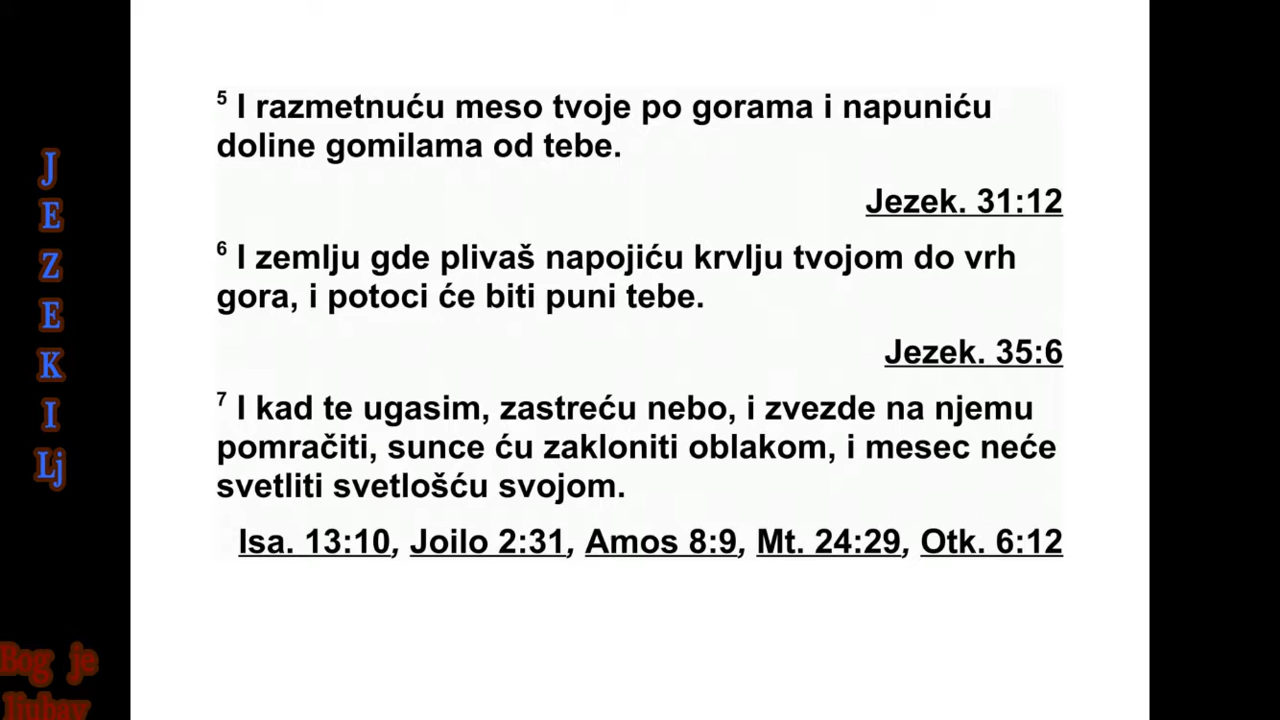 J
E
Z
E
K
I
Lj
Bog je
ljubav
5 I razmetnuću meso tvoje po gorama i napuniću
doline gomilama od tebe.
Jezek. 31:12
6 I zemlju gde plivaš napojiću krvlju tvojom do vrh
gora, i potoci će biti puni tebe.
Jezek. 35:6
7 I kad te ugasim, zastreću nebo, i zvezde na njemu
pomračiti, sunce ću zakloniti oblakom, i mesec neće
svetliti svetlošću svojom.
Isa. 13:10, Joilo 2:31, Amos 8:9, Mt. 24:29, Otk. 6:12